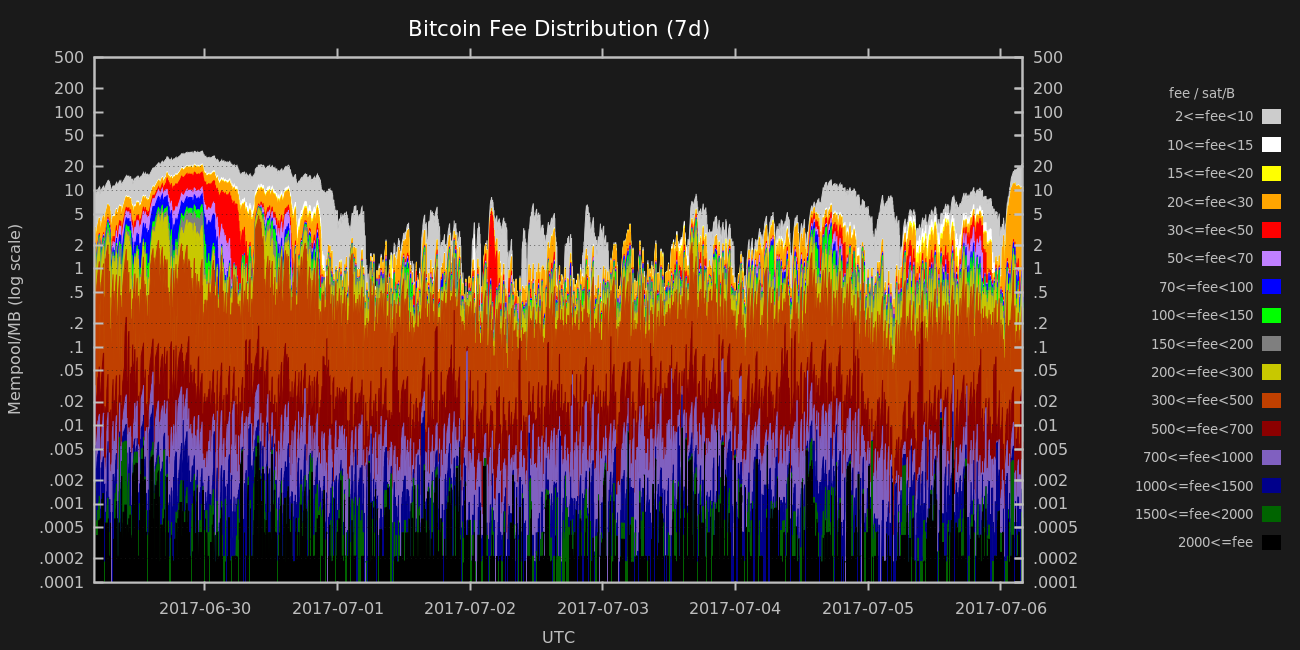 Bitcoin Fee Distribution (7d)
500 500
200 200
100 100
50 50
20 20
10 10
5 5
2 2
1 1
.5 .5
.2 .2
.1 .1
.05 .05
.02 .02
.01 .01
.005 .005
.002 .002
.001 .001
.0005 .0005
.0002 .0002
.0001 .0001
Mempool/MB (log scale)
2017-06-30 2017-07-01 2017-07-02 2017-07-03 2017-07-04 2017-07-05 2017-07-06
UTC
fee / sat/B
2<=fee<10
10<=fee<15
15<=fee<20
20<=fee<30
30<=fee<50
50<=fee<70
70<=fee<100
100<=fee<150
150<=fee<200
200<=fee<300
300<=fee<500
500<=fee<700
700<=fee<1000
1000<=fee<1500
1500<=fee<2000
2000<=fee